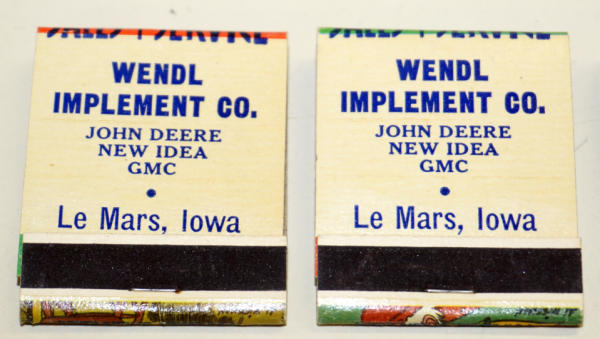 WENDL
IMPLEMENT CO.
JOHN DEERE
NEW IDEA
GMC
Le Mars, Iowa
WENDL
IMPLEMENT CO.
JOHN DEERE
NEW IDEA
GMC
Le Mars, Iowa